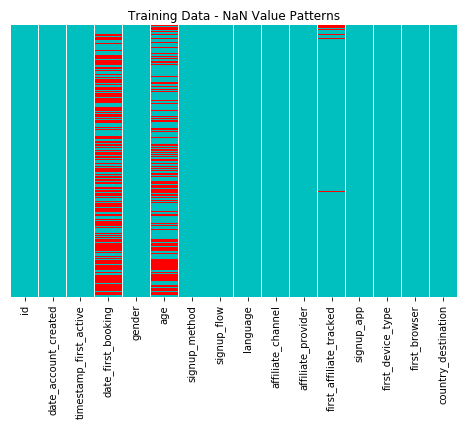 Training Data - NaN Value Patterns
id
date_account_created
timestamp_first_active
date_first_booking
gender
age
signup_method
signup_flow
language
affiliate_channel
affiliate_provider
first_affiliate_tracked
signup_app
first_device_type
first_browser
country_destination